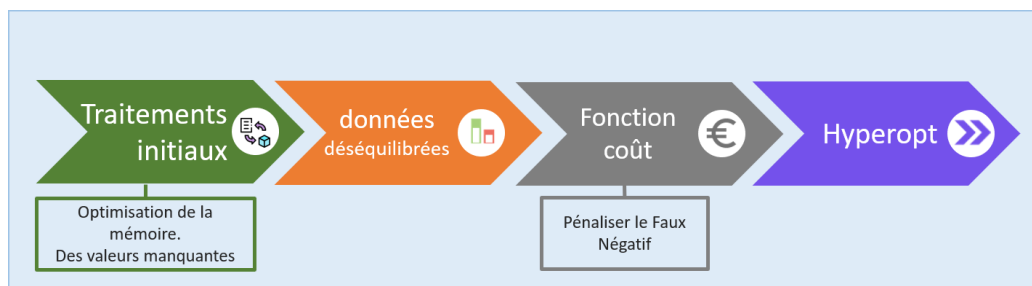 Traitements
initiaux
données
déséquilibrées
Fonction
coût
€
Hyperopt
Optimisation de la
mémoire.
Des valeurs manquantes
Pénaliser le Faux
Négatif